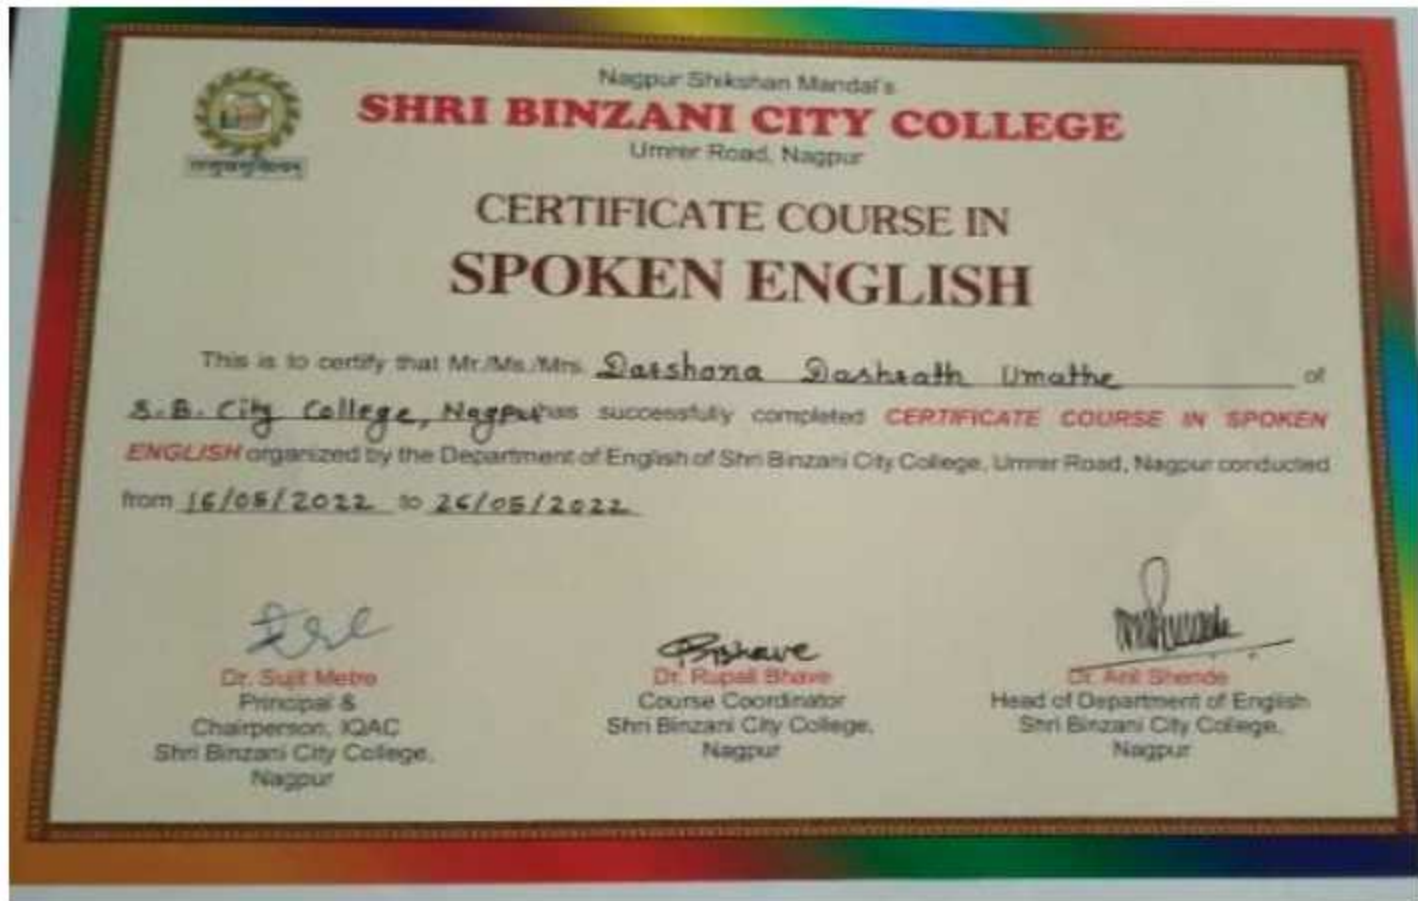 Nagpur Shikshan Mandal's
SHRI BINZANI CITY COLLEGE
Umrer Road, Nagpur
CERTIFICATE COURSE IN
SPOKEN ENGLISH
This is to certify that Mr./Ms./Mrs. Darshana Dashrath Umathe of
S.B. City College, Nagpur has successfully completed CERTIFICATE COURSE IN SPOKEN
ENGLISH organized by the Department of English of Shri Binzani City College, Umrer Road, Nagpur conducted
from 16/05/2022 to 26/05/2022
Dr. Sujit Metre
Principal &
Chairperson, IQAC
Shri Binzani City College,
Nagpur
Bhave
Dr. Rupali Bhave
Course Coordinator
Shri Binzani City College,
Nagpur
Dr. Anil Shende
Head of Department of English
Shri Binzani City College,
Nagpur